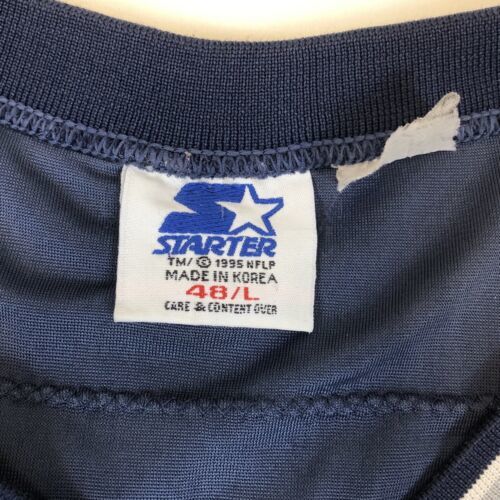 STARTER
TM/ © 1995 NFLP
MADE IN KOREA
48/L
CARE & CONTENT OVER